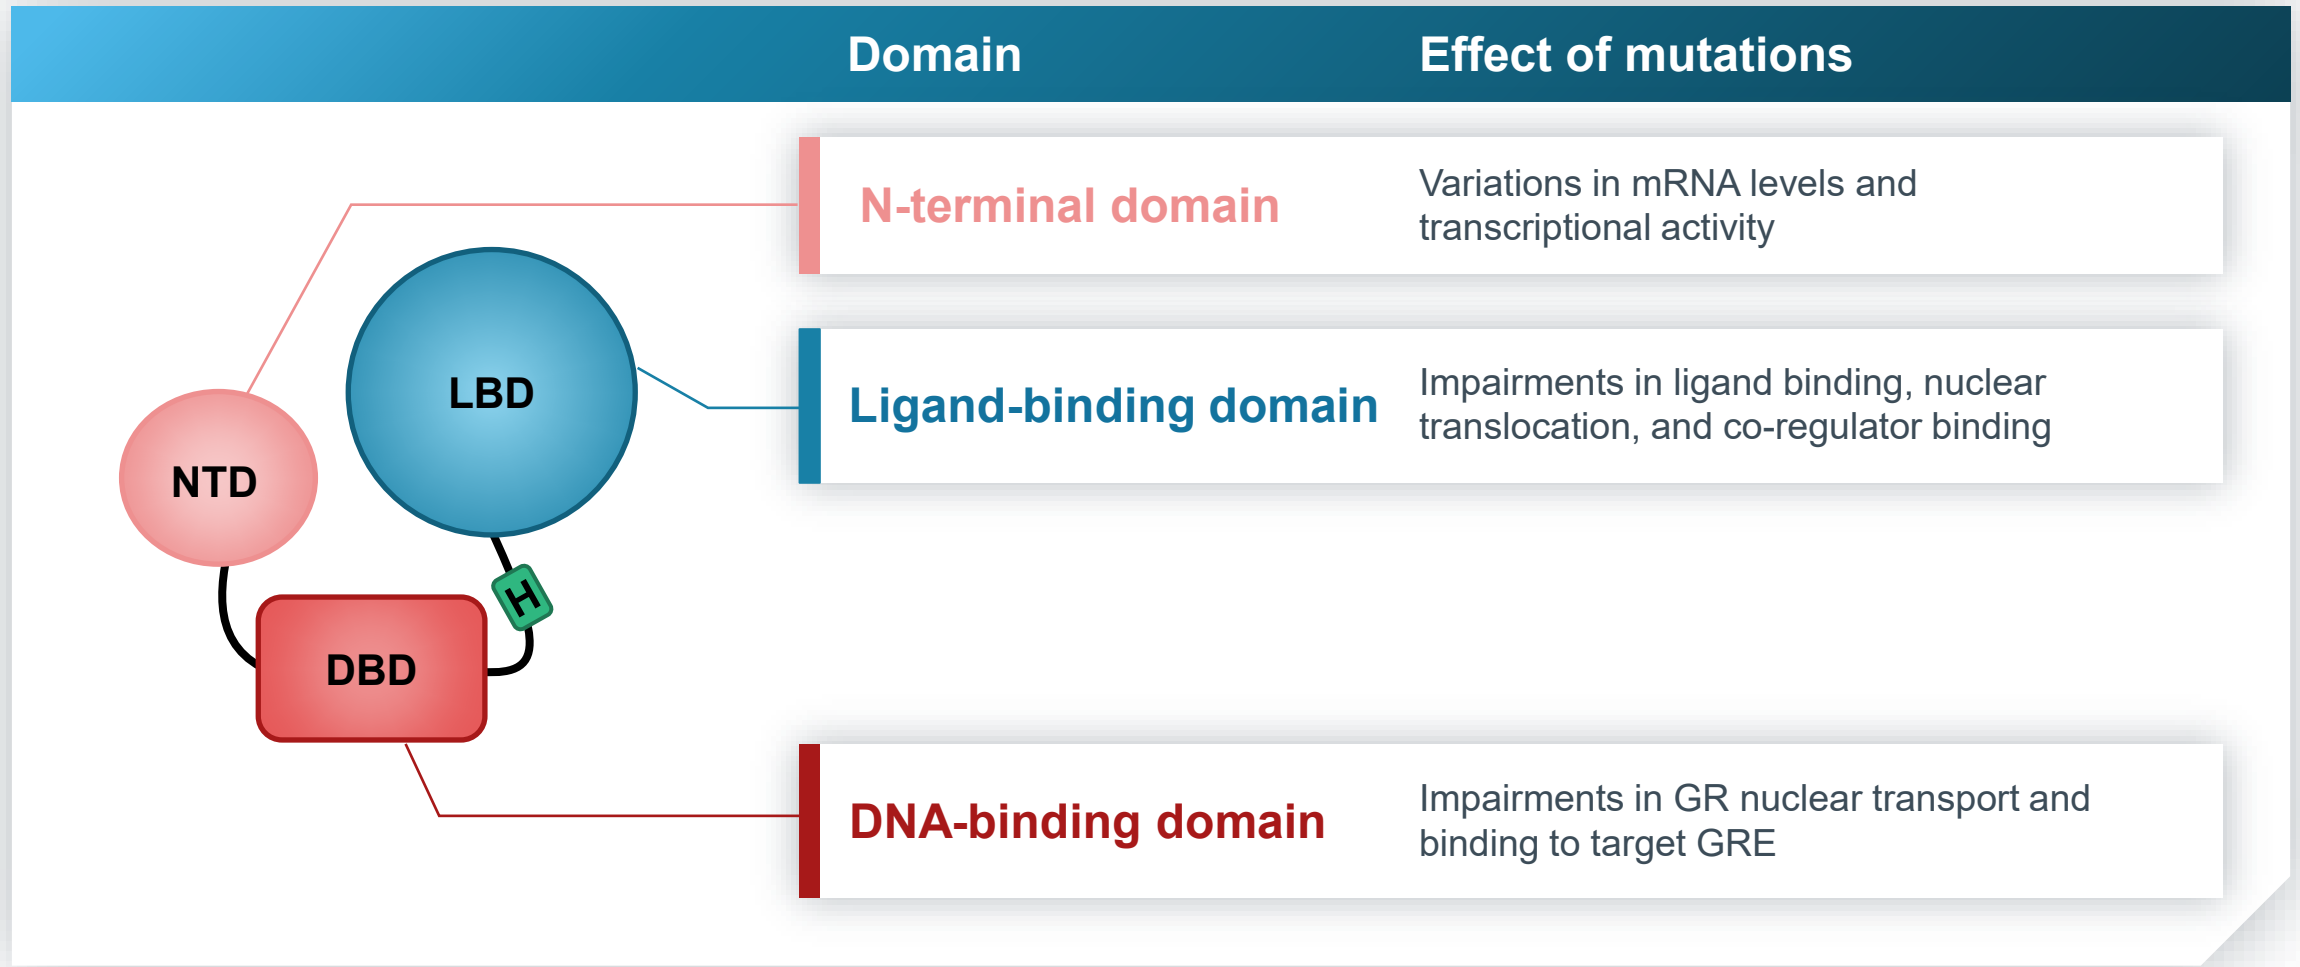 Domain
Effect of mutations
N-terminal domain
Variations in mRNA levels and
transcriptional activity
LBD
Ligand-binding domain
Impairments in ligand binding, nuclear
translocation, and co-regulator binding
NTD
H
DBD
DNA-binding domain
Impairments in GR nuclear transport and
binding to target GRE